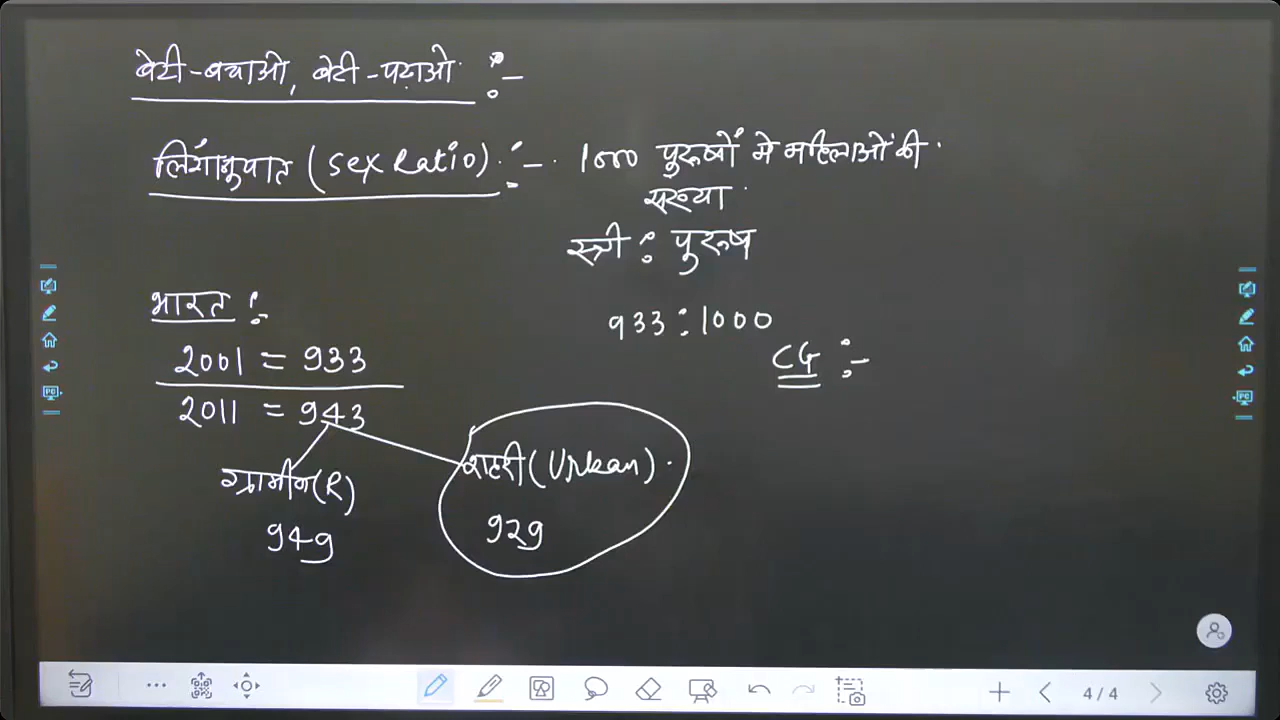 बेटी-बचाओ, बेटी-पढ़ाओ :-
लिंगानुपात (Sex Ratio) :- 1000 पुरुषों मे महिलाओं की
संख्या
स्त्री : पुरुष
भारत :-
933 : 1000
2001 = 933
CG :-
2011 = 943
ग्रामीण (R)
शहरी (Urban)
949
929
4 / 4